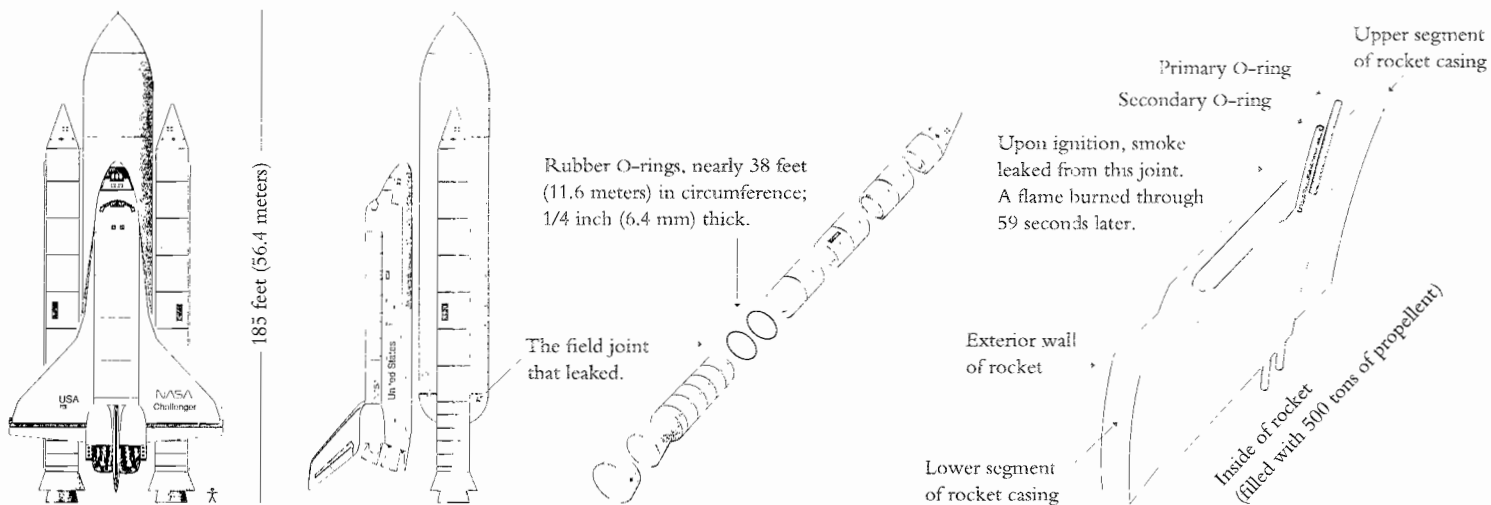 185 feet (56.4 meters)
USA
NASA
Challenger
United States
The field joint
that leaked.
Rubber O-rings, nearly 38 feet
(11.6 meters) in circumference;
1/4 inch (6.4 mm) thick.
Primary O-ring
Secondary O-ring
Upper segment
of rocket casing
Upon ignition, smoke
leaked from this joint.
A flame burned through
59 seconds later.
Exterior wall
of rocket
Lower segment
of rocket casing
Inside of rocket
(filled with 500 tons of propellent)